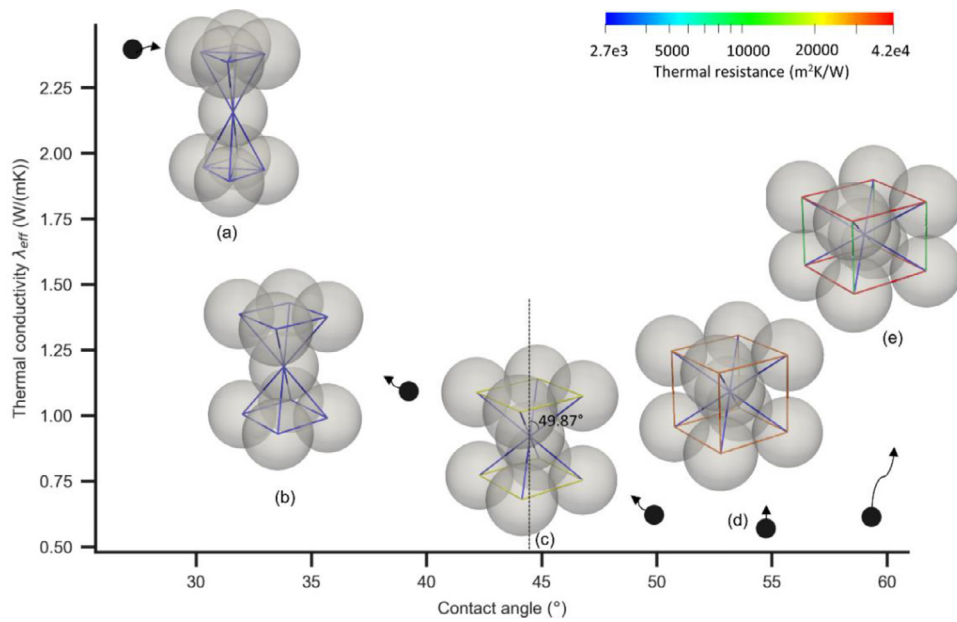 2.7e3 5000 10000 20000 4.2e4
Thermal resistance (m²K/W)
Thermal conductivity λeff (W/(mK))
2.25
2.00
1.75
1.50
1.25
1.00
0.75
0.50
(a)
(b)
49.87°
(c)
(d)
(e)
30 35 40 45 50 55 60
Contact angle (°)